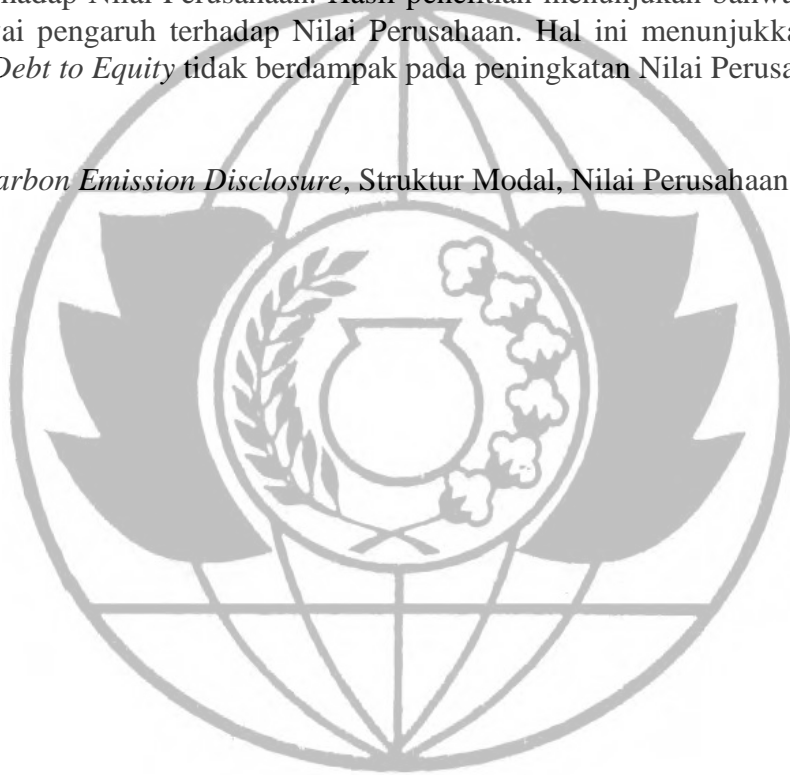 hadap Nilai Perusahaan. Hasil penelitian menunjukan bahwa
ai pengaruh terhadap Nilai Perusahaan. Hal ini menunjukka
Debt to Equity tidak berdampak pada peningkatan Nilai Perusa
arbon Emission Disclosure, Struktur Modal, Nilai Perusahaan